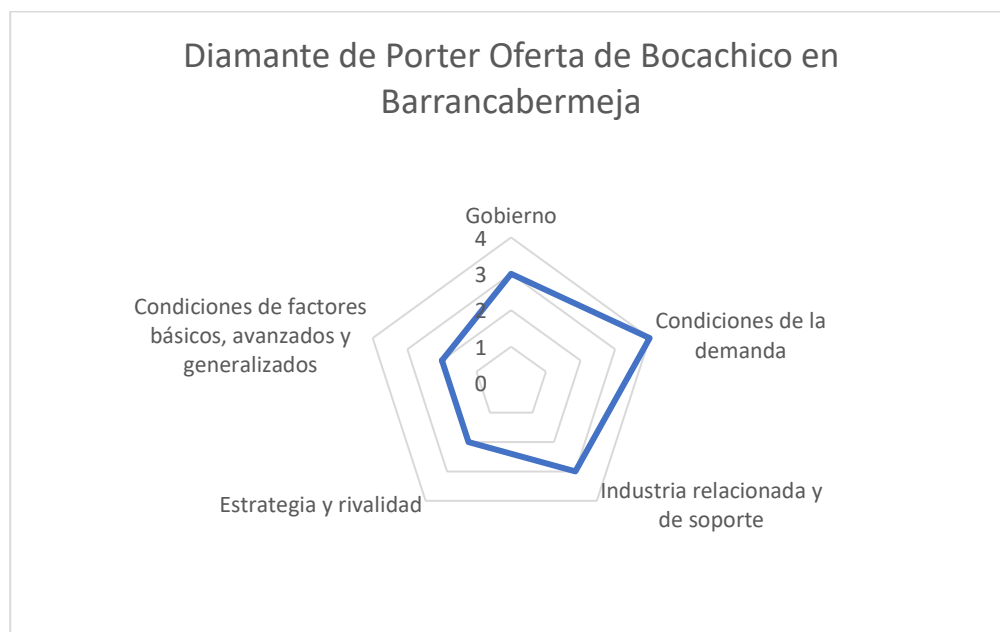 Diamante de Porter Oferta de Bocachico en
Barrancabermeja
Gobierno
4
3
2
1
0
Condiciones de la
demanda
Industria relacionada y
de soporte
Estrategia y rivalidad
Condiciones de factores
básicos, avanzados y
generalizados